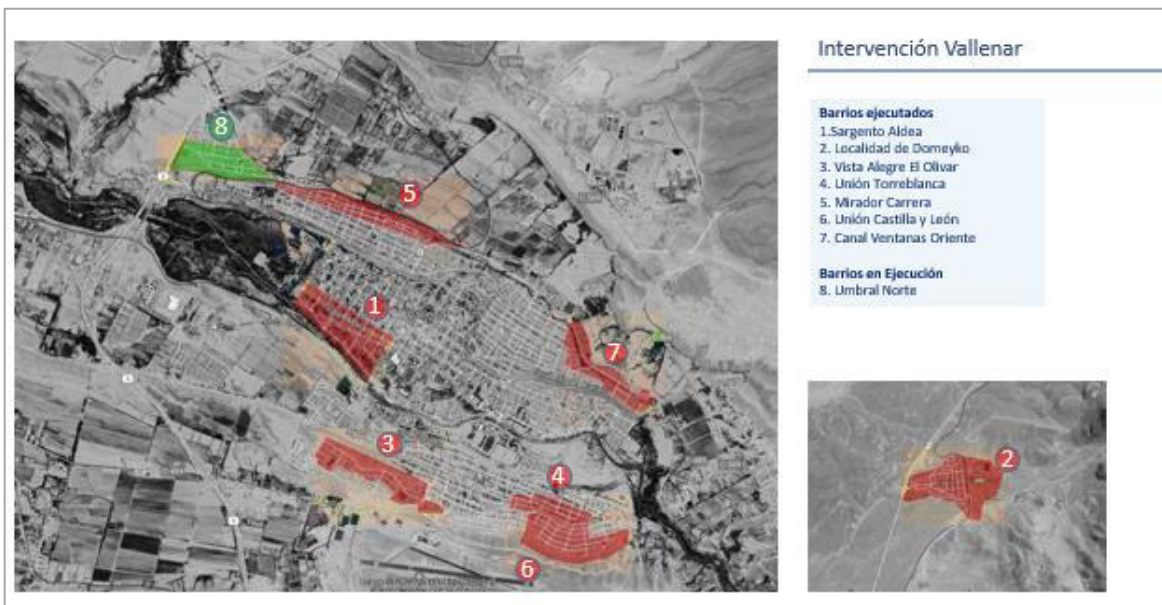 Intervención Vallenar
Barrios ejecutados
1.Sargento Aldea
2. Localidad de Domeyko
3. Vista Alegre El Olivar
4. Unión Torreblanca
5. Mirador Carrera
6. Unión Castilla y León
7. Canal Ventanas Oriente
Barrios en Ejecución
8. Umbral Norte
8
5
1
7
3
4
6
2